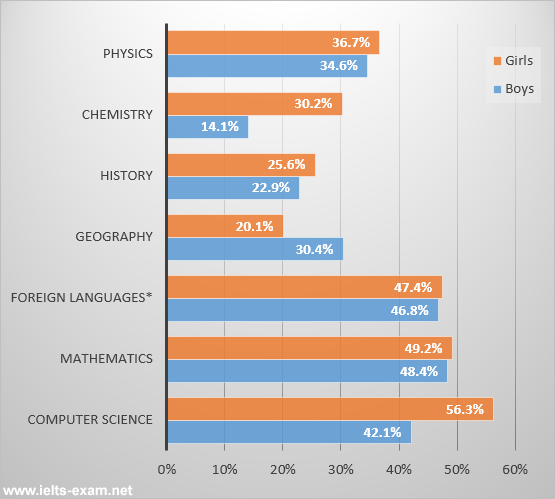 PHYSICS
36.7%
34.6%
Girls
Boys
CHEMISTRY
30.2%
14.1%
HISTORY
25.6%
22.9%
GEOGRAPHY
20.1%
30.4%
FOREIGN LANGUAGES*
47.4%
46.8%
MATHEMATICS
49.2%
48.4%
COMPUTER SCIENCE
56.3%
42.1%
0% 10% 20% 30% 40% 50% 60%
www.ielts-exam.net